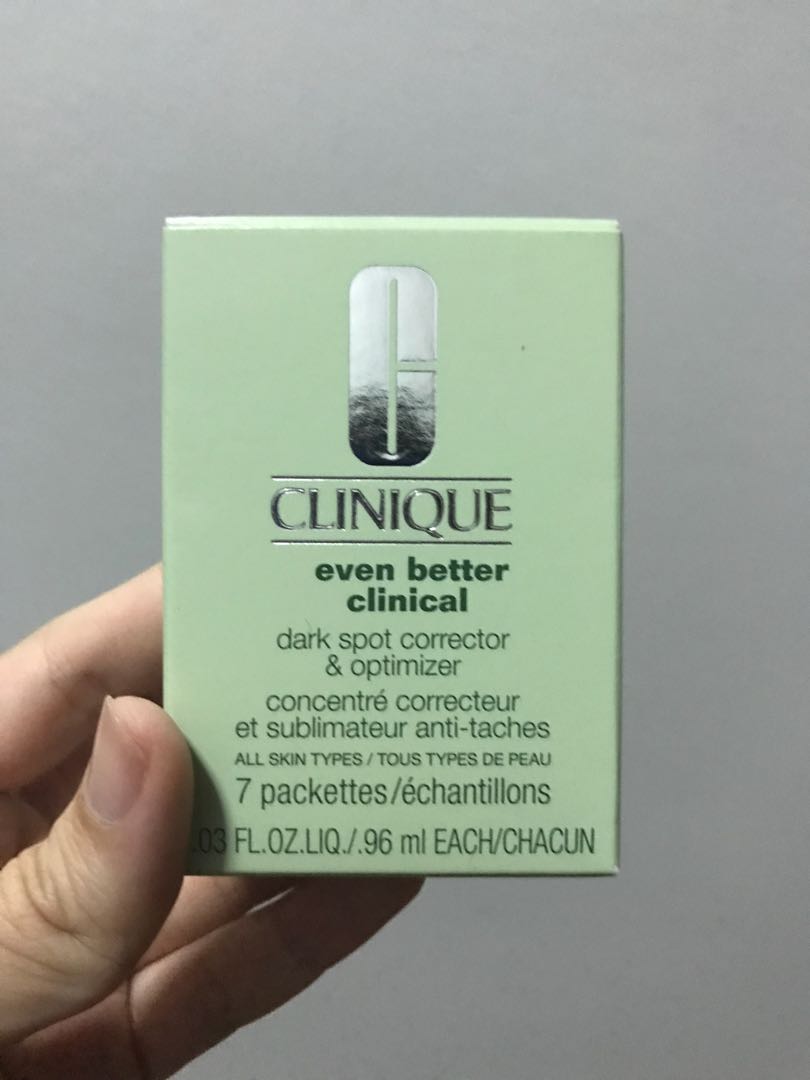 CLINIQUE
even better
clinical
dark spot corrector
& optimizer
concentré correcteur
et sublimateur anti-taches
ALL SKIN TYPES / TOUS TYPES DE PEAU
7 packettes/échantillons
.03 FL.OZ.LIQ./.96 ml EACH/CHACUN